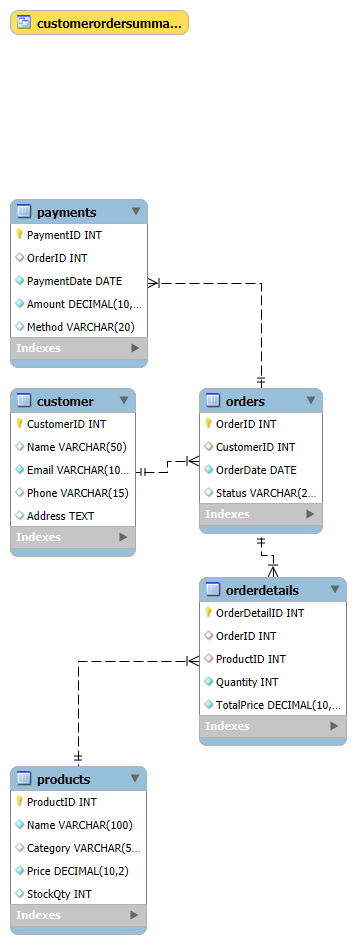 customerordersumma...
payments
PaymentID INT
OrderID INT
PaymentDate DATE
Amount DECIMAL(10,...
Method VARCHAR(20)
Indexes
customer
CustomerID INT
Name VARCHAR(50)
Email VARCHAR(10...
Phone VARCHAR(15)
Address TEXT
Indexes
orders
OrderID INT
CustomerID INT
OrderDate DATE
Status VARCHAR(2...
Indexes
orderdetails
OrderDetailID INT
OrderID INT
ProductID INT
Quantity INT
TotalPrice DECIMAL(10,...
Indexes
products
ProductID INT
Name VARCHAR(100)
Category VARCHAR(5...
Price DECIMAL(10,2)
StockQty INT
Indexes